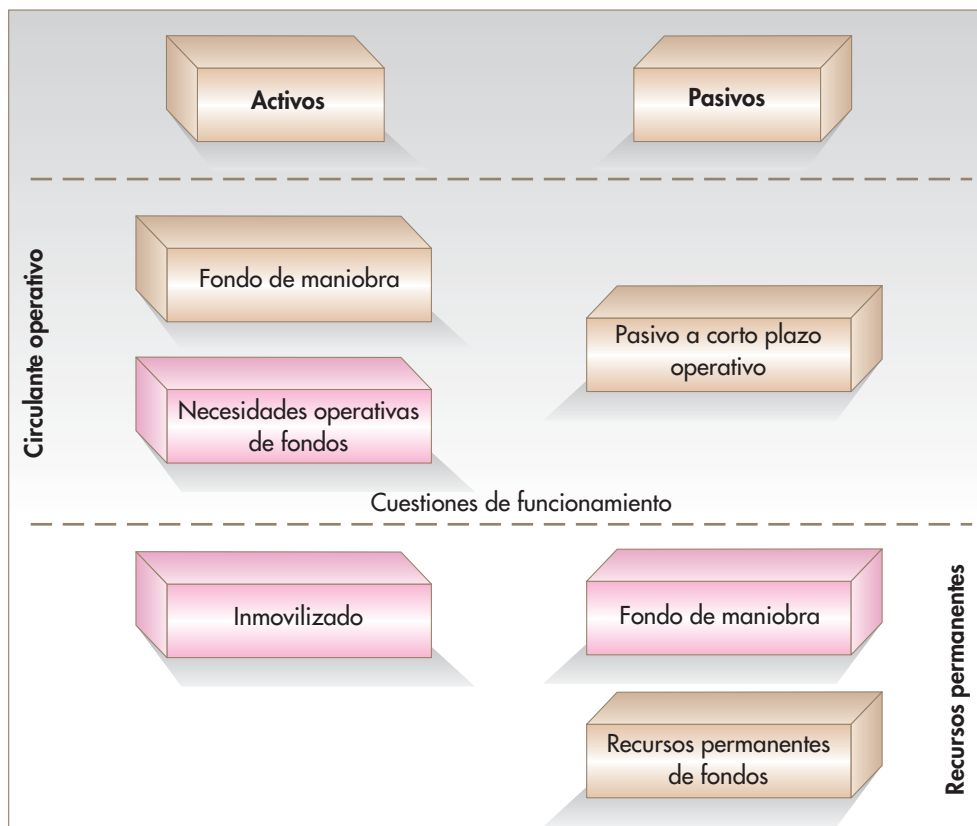 Activos
Pasivos
Circulante operativo
Fondo de maniobra
Pasivo a corto plazo
operativo
Necesidades operativas
de fondos
Cuestiones de funcionamiento
Inmovilizado
Fondo de maniobra
Recursos permanentes
Recursos permanentes
de fondos